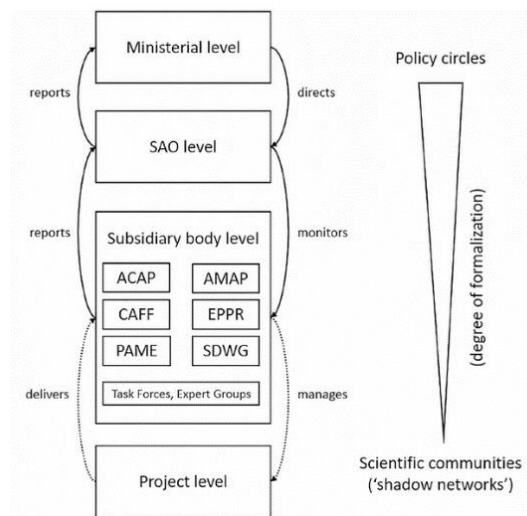 Ministerial level
Policy circles
reports
directs
SAO level
reports
Subsidiary body level
monitors
ACAP
AMAP
CAFF
EPPR
PAME
SDWG
(degree of formalization)
delivers
Task Forces, Expert Groups
manages
Project level
Scientific communities
('shadow networks')